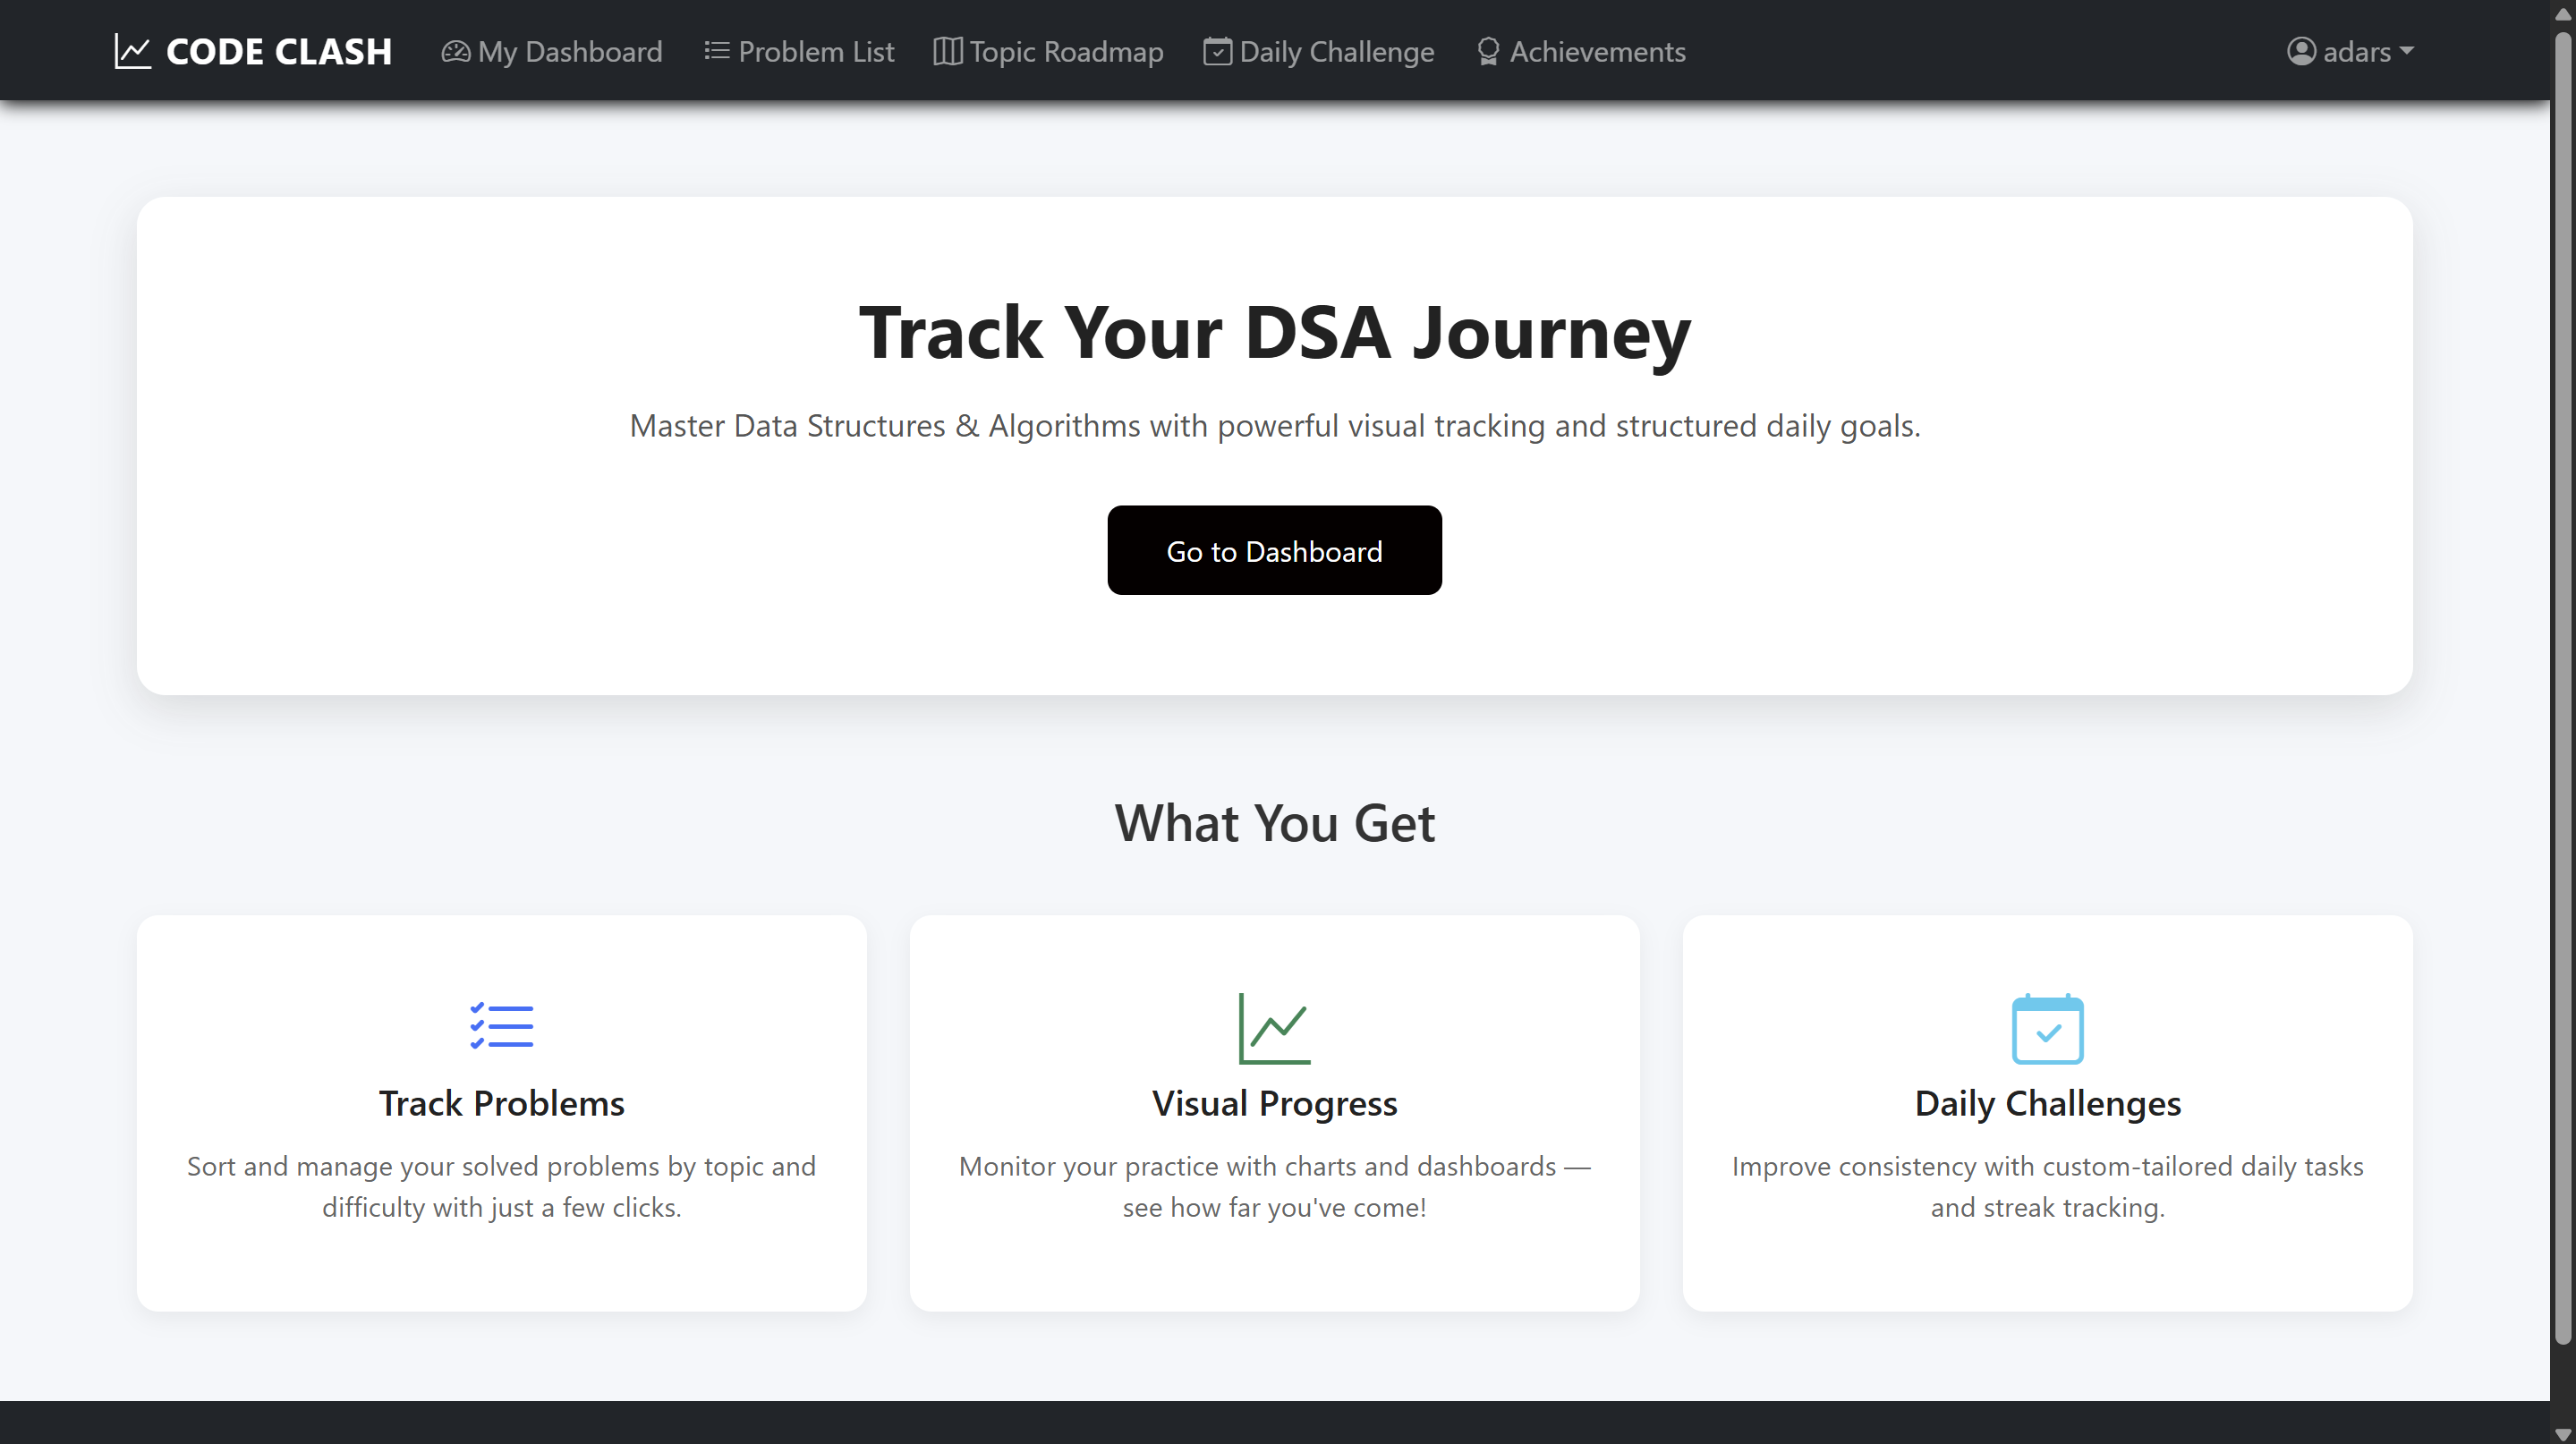 CODE CLASH My Dashboard Problem List Topic Roadmap Daily Challenge Achievements adars
Track Your DSA Journey
Master Data Structures & Algorithms with powerful visual tracking and structured daily goals.
Go to Dashboard
What You Get
Track Problems
Sort and manage your solved problems by topic and
difficulty with just a few clicks.
Visual Progress
Monitor your practice with charts and dashboards —
see how far you've come!
Daily Challenges
Improve consistency with custom-tailored daily tasks
and streak tracking.